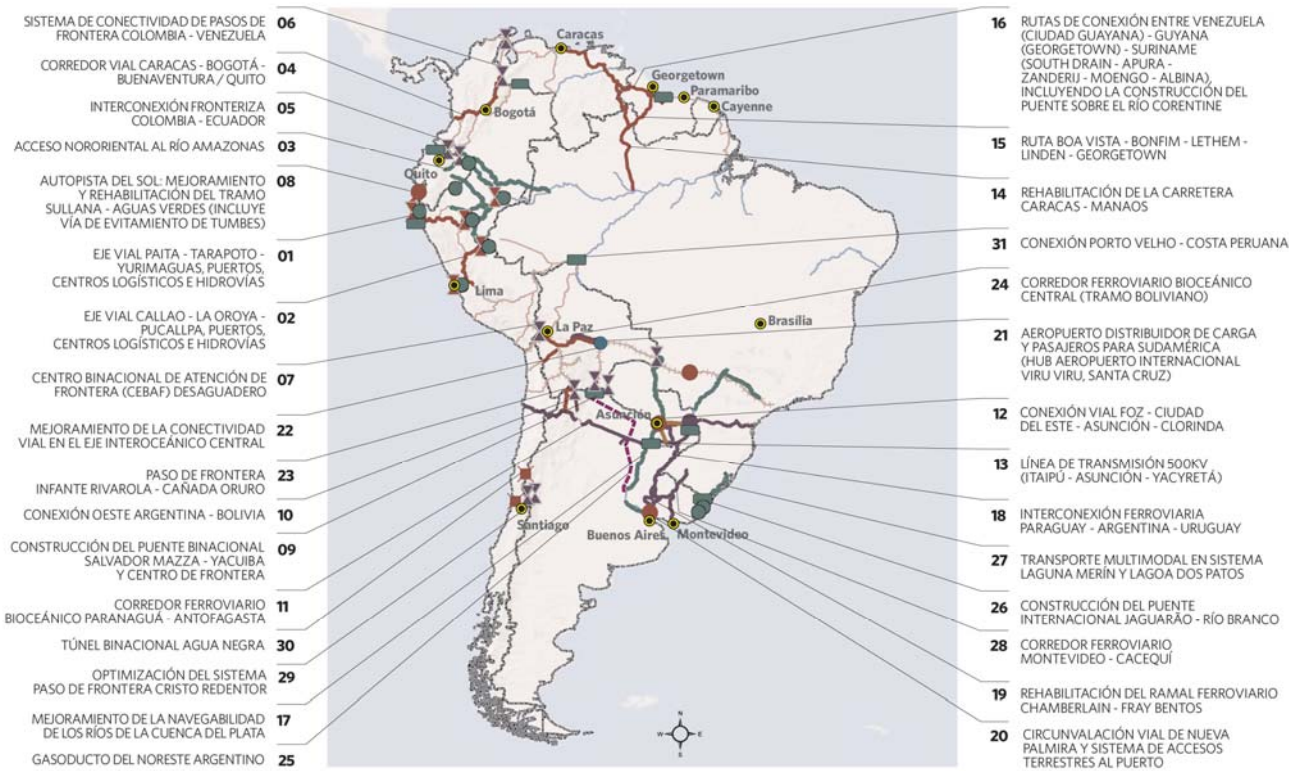 SISTEMA DE CONECTIVIDAD DE PASOS DE 06
FRONTERA COLOMBIA - VENEZUELA
CORREDOR VIAL CARACAS - BOGOTÁ - 04
BUENAVENTURA / QUITO
INTERCONEXIÓN FRONTERIZA 05
COLOMBIA - ECUADOR
ACCESO NORORIENTAL AL RÍO AMAZONAS 03
AUTOPISTA DEL SOL: MEJORAMIENTO 08
Y REHABILITACIÓN DEL TRAMO
SULLANA - AGUAS VERDES (INCLUYE
VÍA DE EVITAMIENTO DE TUMBES)
EJE VIAL PAITA - TARAPOTO - 01
YURIMAGUAS, PUERTOS,
CENTROS LOGÍSTICOS E HIDROVÍAS
EJE VIAL CALLAO - LA OROYA - 02
PUCALLPA, PUERTOS,
CENTROS LOGÍSTICOS E HIDROVÍAS
CENTRO BINACIONAL DE ATENCIÓN DE 07
FRONTERA (CEBAF) DESAGUADERO
MEJORAMIENTO DE LA CONECTIVIDAD 22
VIAL EN EL EJE INTEROCEÁNICO CENTRAL
PASO DE FRONTERA 23
INFANTE RIVAROLA - CAÑADA ORURO
CONEXIÓN OESTE ARGENTINA - BOLIVIA 10
CONSTRUCCIÓN DEL PUENTE BINACIONAL 09
SALVADOR MAZZA - YACUIBA
Y CENTRO DE FRONTERA
CORREDOR FERROVIARIO 11
BIOCEÁNICO PARANAGUÁ - ANTOFAGASTA
TÚNEL BINACIONAL AGUA NEGRA 30
OPTIMIZACIÓN DEL SISTEMA 29
PASO DE FRONTERA CRISTO REDENTOR
MEJORAMIENTO DE LA NAVEGABILIDAD 17
DE LOS RÍOS DE LA CUENCA DEL PLATA
GASODUCTO DEL NORESTE ARGENTINO 25
Caracas
Georgetown
Paramaribo
Cayenne
Bogotá
Quito
Lima
La Paz
Brasília
Asunción
Santiago
Buenos Aires
Montevideo
N
W E
S
16 RUTAS DE CONEXIÓN ENTRE VENEZUELA
(CIUDAD GUAYANA) - GUYANA
(GEORGETOWN) - SURINAME
(SOUTH DRAIN - APURA -
ZANDERIJ - MOENGO - ALBINA),
INCLUYENDO LA CONSTRUCCIÓN DEL
PUENTE SOBRE EL RÍO CORENTINE
15 RUTA BOA VISTA - BONFIM - LETHEM -
LINDEN - GEORGETOWN
14 REHABILITACIÓN DE LA CARRETERA
CARACAS - MANAOS
31 CONEXIÓN PORTO VELHO - COSTA PERUANA
24 CORREDOR FERROVIARIO BIOCEÁNICO
CENTRAL (TRAMO BOLIVIANO)
21 AEROPUERTO DISTRIBUIDOR DE CARGA
Y PASAJEROS PARA SUDAMÉRICA
(HUB AEROPUERTO INTERNACIONAL
VIRU VIRU, SANTA CRUZ)
12 CONEXIÓN VIAL FOZ - CIUDAD
DEL ESTE - ASUNCIÓN - CLORINDA
13 LÍNEA DE TRANSMISIÓN 500KV
(ITAIPÚ - ASUNCIÓN - YACYRETÁ)
18 INTERCONEXIÓN FERROVIARIA
PARAGUAY - ARGENTINA - URUGUAY
27 TRANSPORTE MULTIMODAL EN SISTEMA
LAGUNA MERÍN Y LAGOA DOS PATOS
26 CONSTRUCCIÓN DEL PUENTE
INTERNACIONAL JAGUARÃO - RÍO BRANCO
28 CORREDOR FERROVIARIO
MONTEVIDEO - CACEQUÍ
19 REHABILITACIÓN DEL RAMAL FERROVIARIO
CHAMBERLAIN - FRAY BENTOS
20 CIRCUNVALACIÓN VIAL DE NUEVA
PALMIRA Y SISTEMA DE ACCESOS
TERRESTRES AL PUERTO